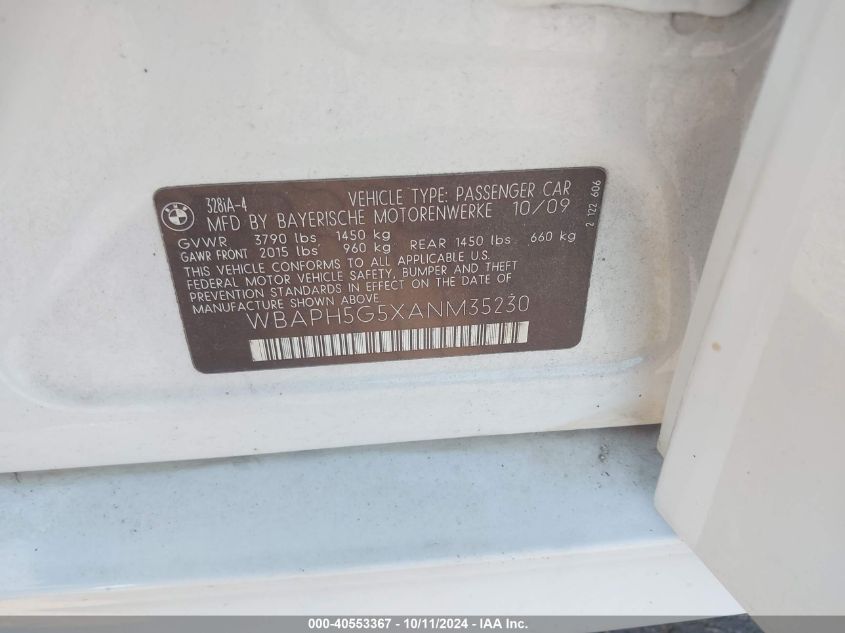 BMW
328iA-4 VEHICLE TYPE: PASSENGER CAR
MFD BY BAYERISCHE MOTORENWERKE 10/09
GVWR 3790 lbs 1450 kg
GAWR FRONT 2015 lbs 960 kg REAR 1450 lbs 660 kg
THIS VEHICLE CONFORMS TO ALL APPLICABLE U.S.
FEDERAL MOTOR VEHICLE SAFETY, BUMPER AND THEFT
PREVENTION STANDARDS IN EFFECT ON THE DATE OF
MANUFACTURE SHOWN ABOVE.
WBAPH5G5XANM35230
2 122 606
000-40553367 - 10/11/2024 - IAA Inc.